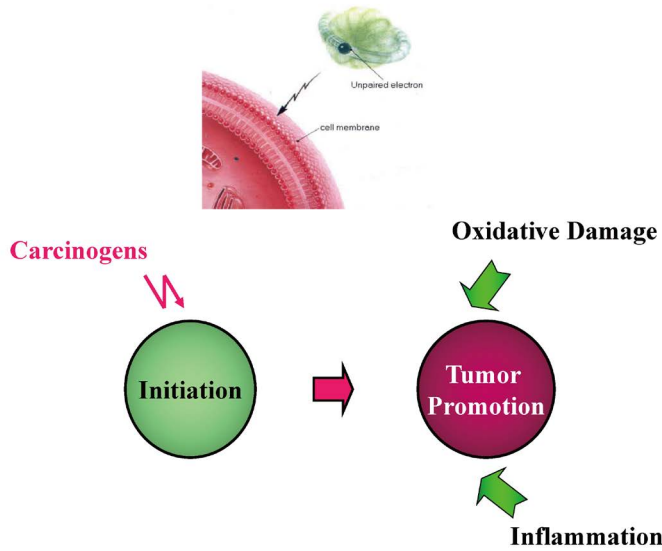 Unpaired electron
cell membrane
Oxidative Damage
Carcinogens
Initiation
Tumor
Promotion
Inflammation